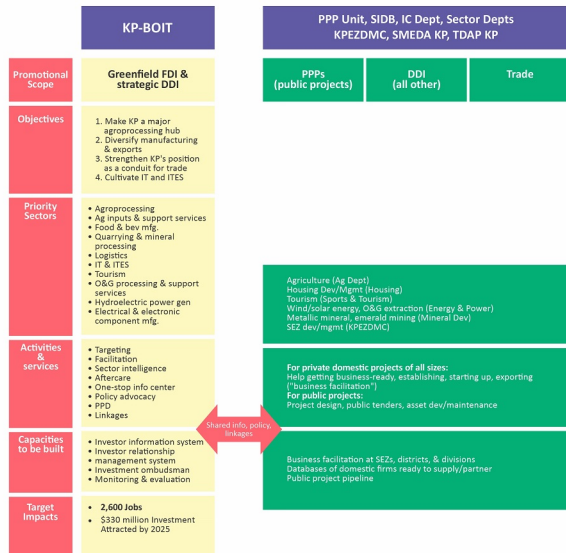 KP-BOIT
PPP Unit, SIDB, IC Dept, Sector Depts
KPEZDMC, SMEDA KP, TDAP KP
Promotional
Scope
Greenfield FDI &
strategic DDI
PPPs
(public projects)
DDI
(all other)
Trade
Objectives
1. Make KP a major
agroprocessing hub
2. Diversify manufacturing
& exports
3. Strengthen KP's position
as a conduit for trade
4. Cultivate IT and ITES
Priority
Sectors
• Agroprocessing
• Ag inputs & support services
• Food & bev mfg.
• Quarrying & mineral
processing
• Logistics
• IT & ITES
• Tourism
• O&G processing & support
services
• Hydroelectric power gen
• Electrical & electronic
component mfg.
Agriculture (Ag Dept)
Housing Dev/Mgmt (Housing)
Tourism (Sports & Tourism)
Wind/solar energy, O&G extraction (Energy & Power)
Metallic mineral, emerald mining (Mineral Dev)
SEZ dev/mgmt (KPEZDMC)
Activities
&
services
• Targeting
• Facilitation
• Sector intelligence
• Aftercare
• One-stop info center
• Policy advocacy
• PPD
• Linkages
For private domestic projects of all sizes:
Help getting business-ready, establishing, starting up, exporting
("business facilitation")
For public projects:
Project design, public tenders, asset dev/maintenance
Shared info, policy,
linkages
Capacities
to be built
• Investor information system
• Investor relationship
• management system
• Investment ombudsman
• Monitoring & evaluation
Business facilitation at SEZs, districts, & divisions
Databases of domestic firms ready to supply/partner
Public project pipeline
Target
Impacts
• 2,600 Jobs
• $330 million Investment
Attracted by 2025